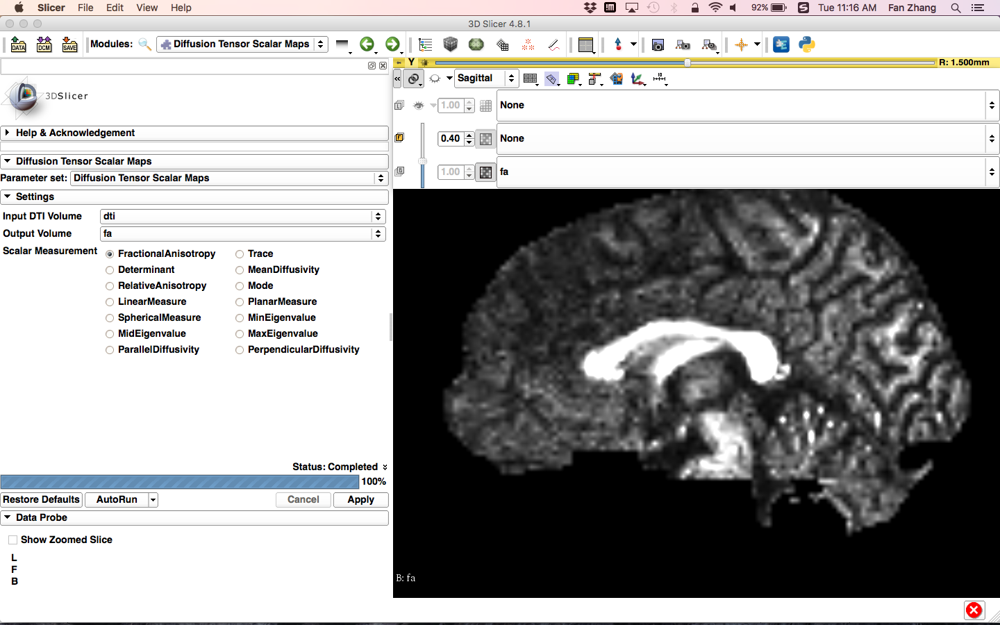 Slicer File Edit View Help 92% Tue 11:16 AM Fan Zhang
3D Slicer 4.8.1
DATA DCM SAVE Modules: Diffusion Tensor Scalar Maps
Y R: 1.500mm
Sagittal
3DSlicer
L 1.00 None
Help & Acknowledgement
F 0.40 None
Diffusion Tensor Scalar Maps
B 1.00 fa
Parameter set: Diffusion Tensor Scalar Maps
Settings
Input DTI Volume dti
Output Volume fa
Scalar Measurement FractionalAnisotropy Trace
Determinant MeanDiffusivity
RelativeAnisotropy Mode
LinearMeasure PlanarMeasure
SphericalMeasure MinEigenvalue
MidEigenvalue MaxEigenvalue
ParallelDiffusivity PerpendicularDiffusivity
Status: Completed
100%
Restore Defaults AutoRun Cancel Apply
Data Probe
Show Zoomed Slice
L
F
B
B: fa